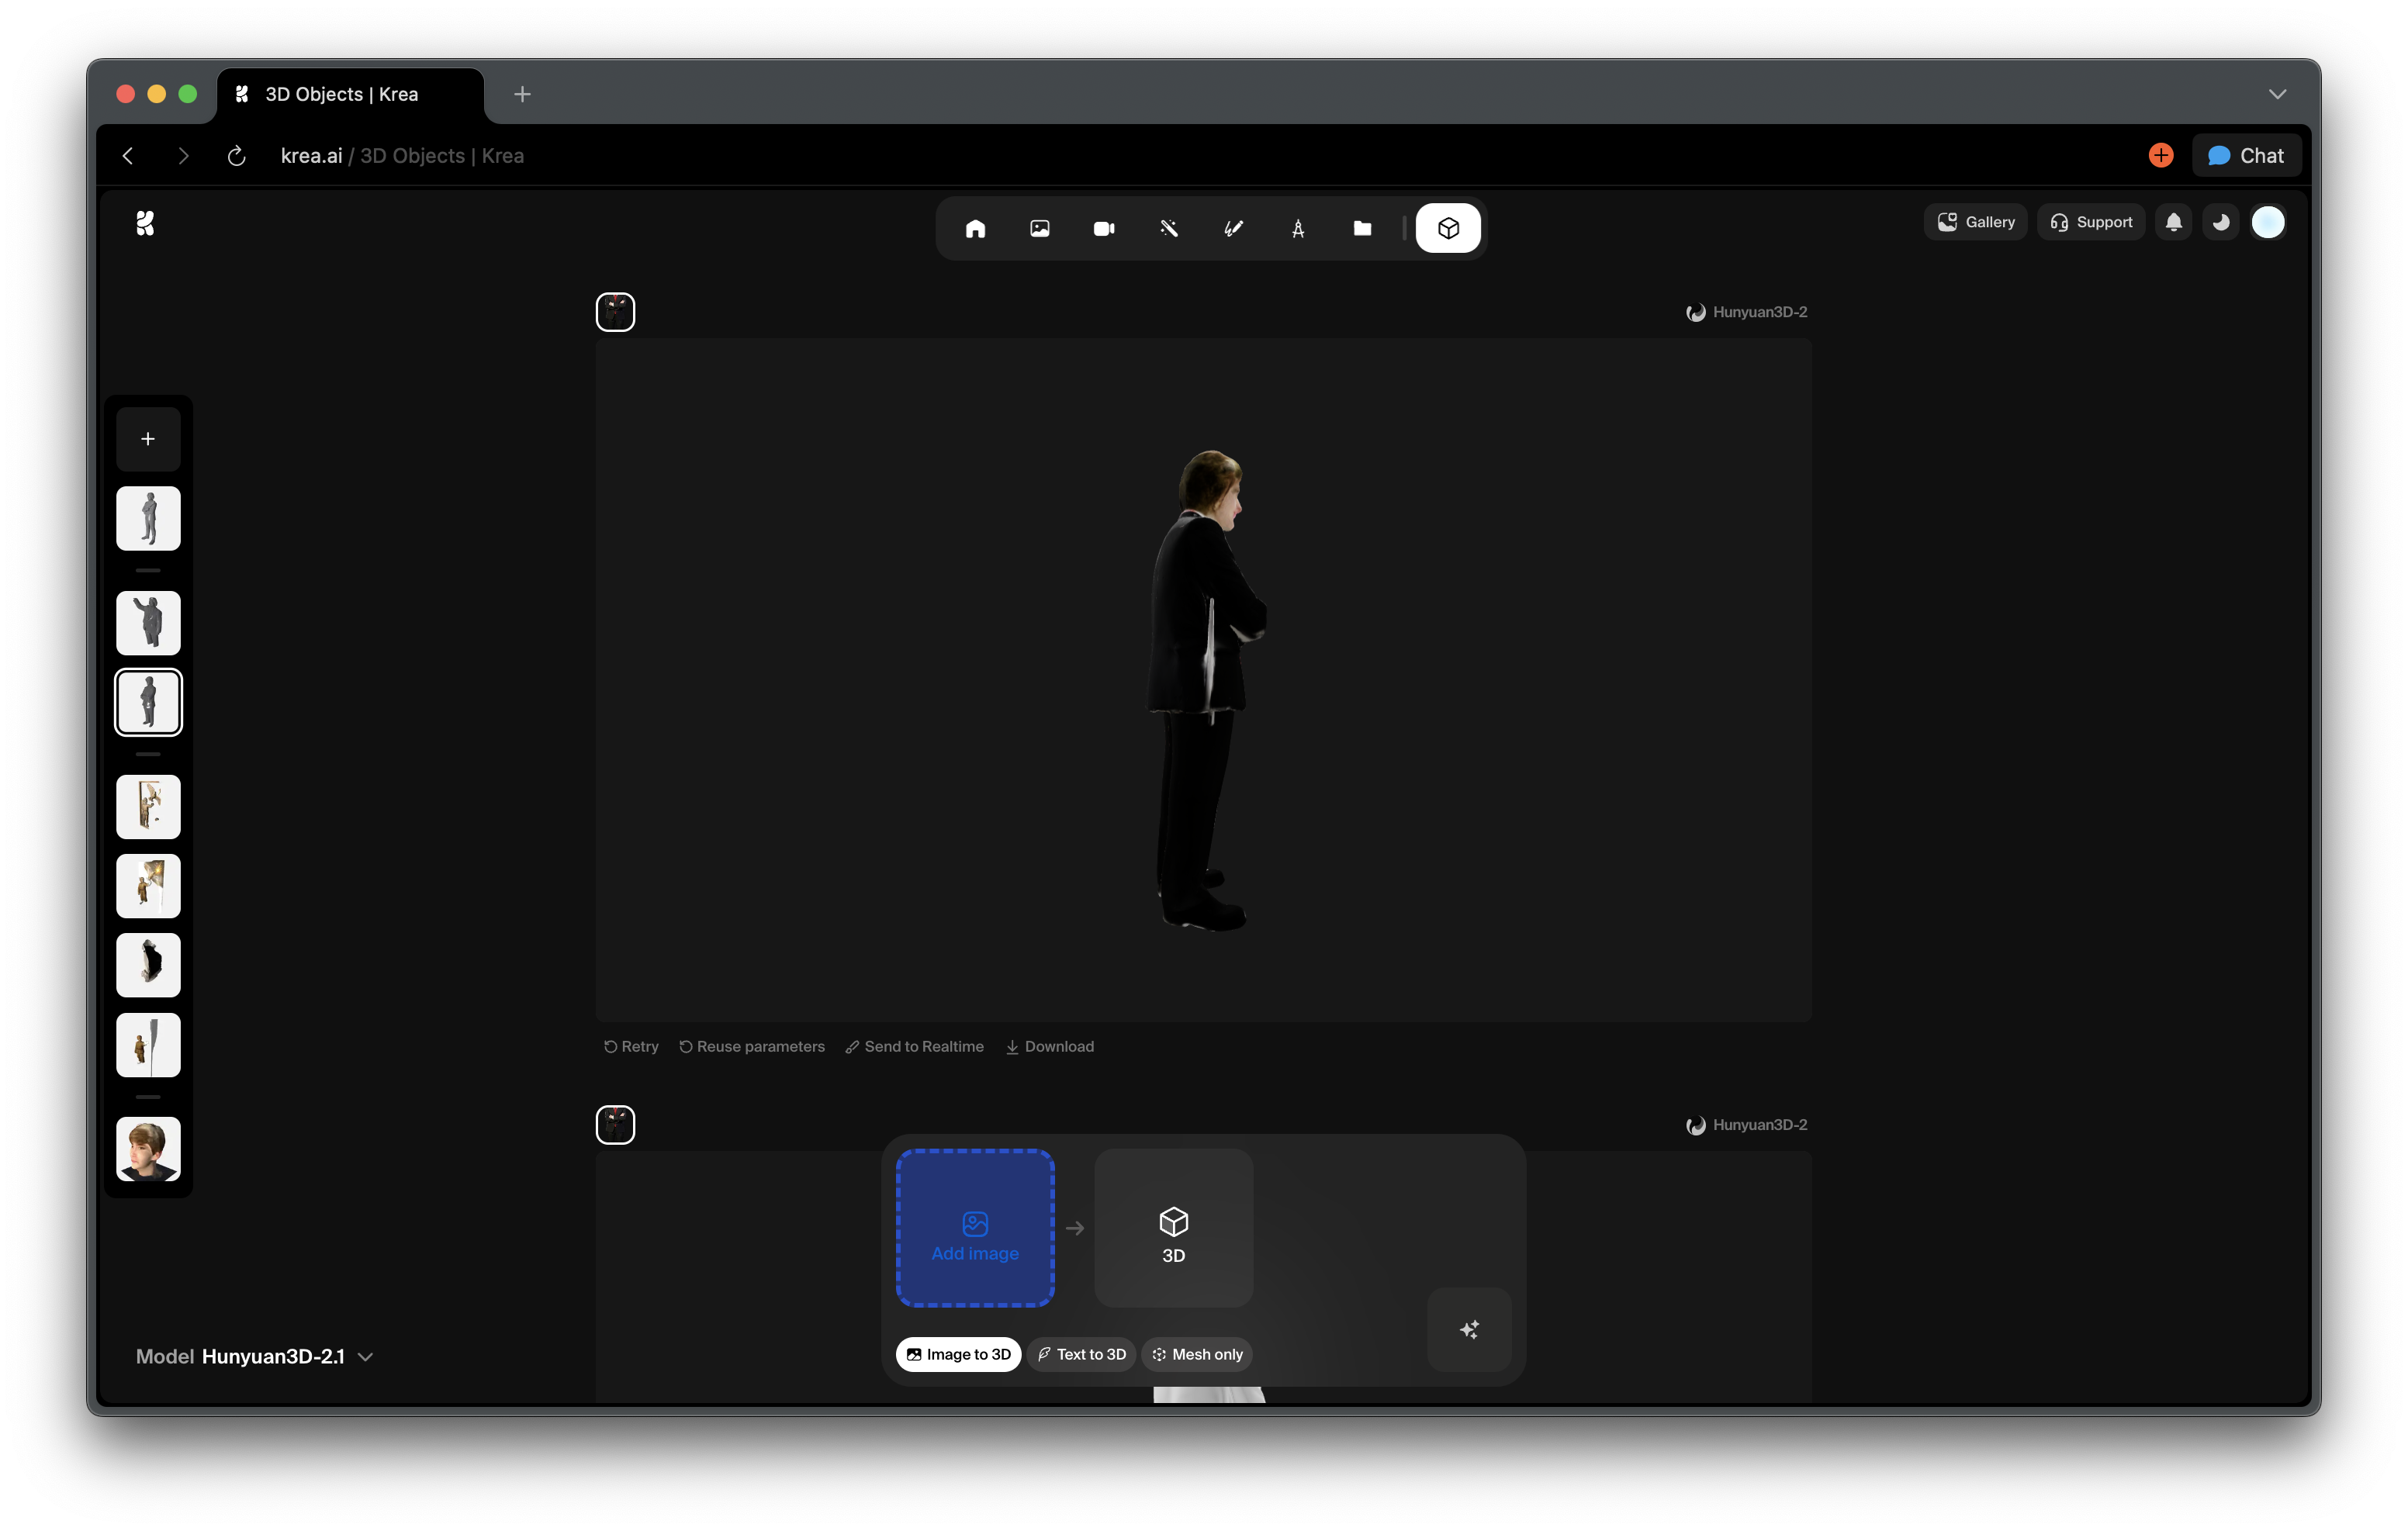 3D Objects | Krea
krea.ai / 3D Objects | Krea
Chat
Gallery
Support
Hunyuan3D-2
Retry
Reuse parameters
Send to Realtime
Download
Hunyuan3D-2
Add image
3D
Image to 3D
Text to 3D
Mesh only
Model Hunyuan3D-2.1